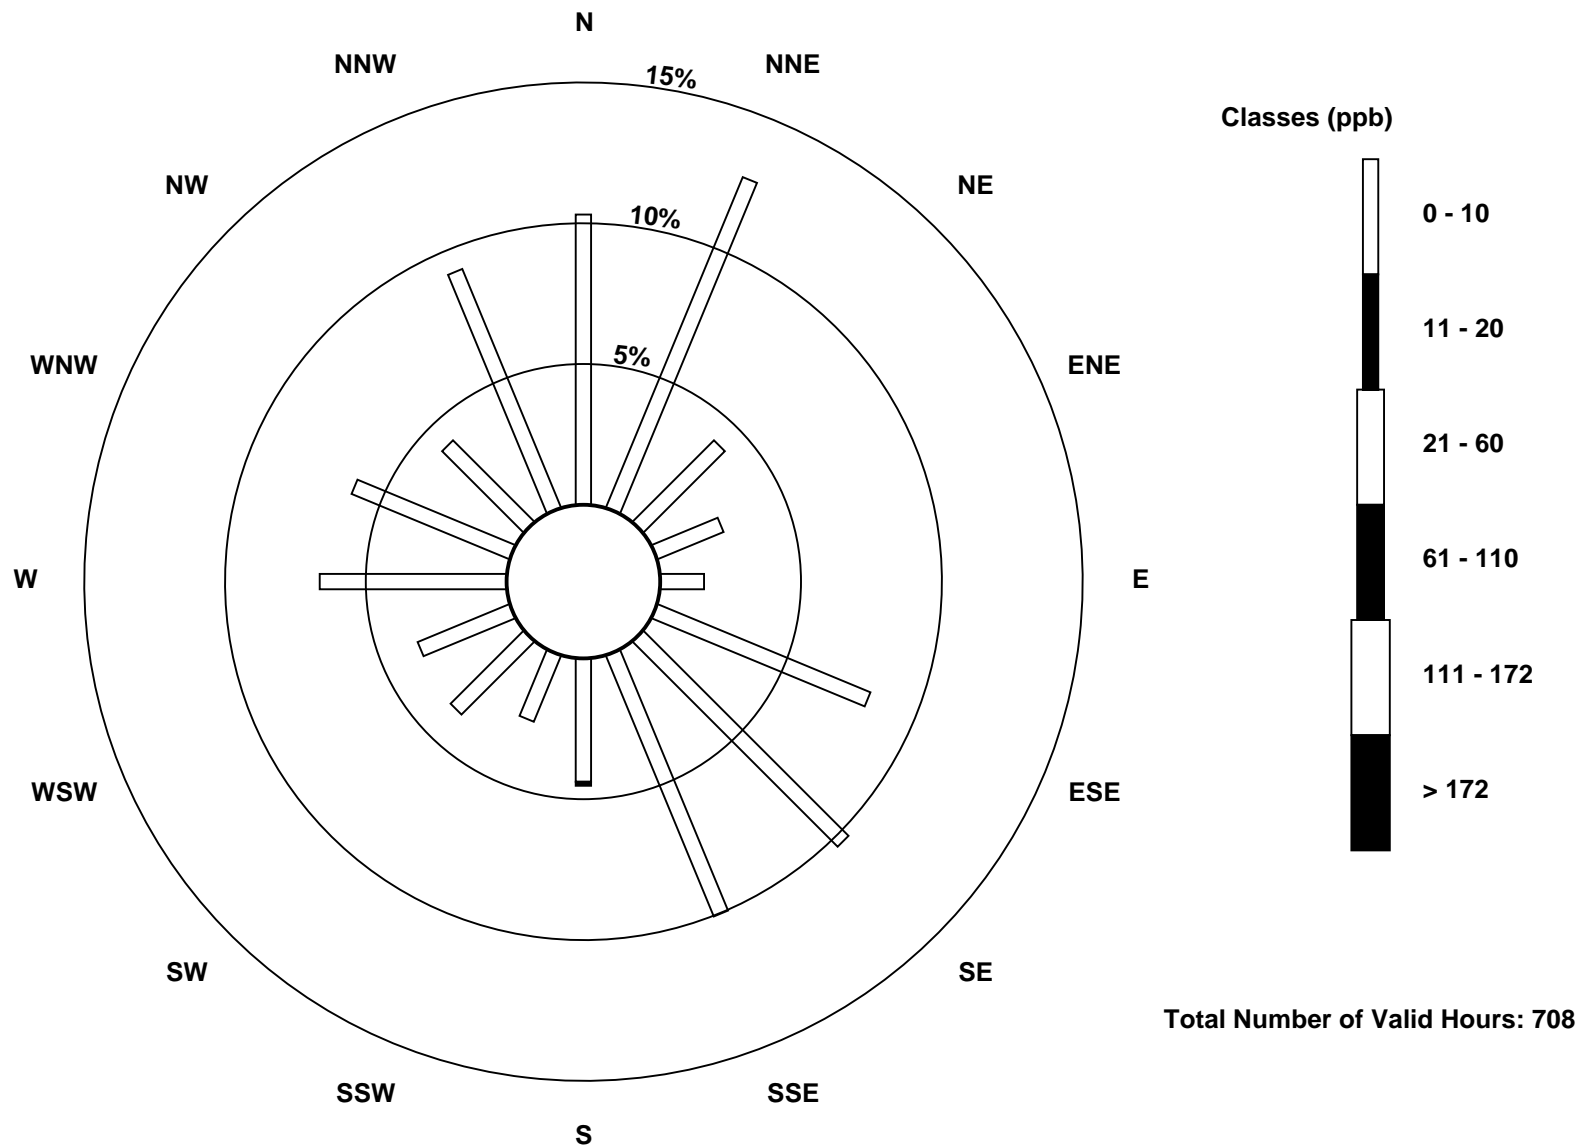 N
NNW
NNE
15%
Classes (ppb)
NW
NE
0 - 10
10%
11 - 20
5%
WNW
ENE
21 - 60
W
E
61 - 110
111 - 172
WSW
ESE
> 172
SW
SE
Total Number of Valid Hours: 708
SSW
SSE
S